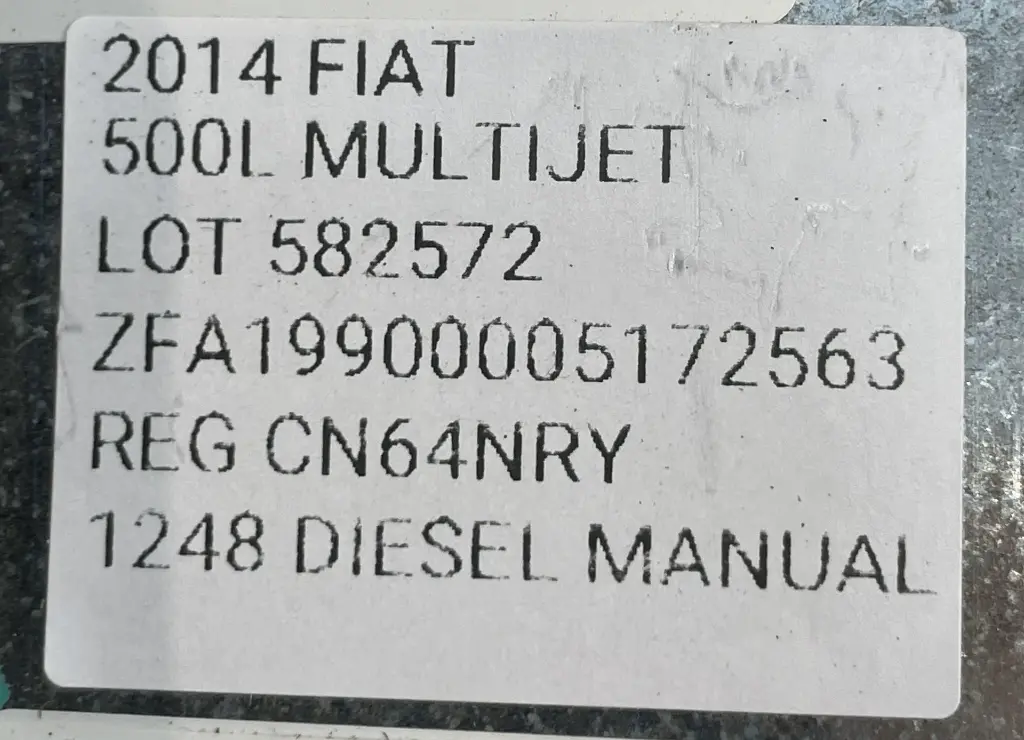 2014 FIAT
500L MULTIJET
LOT 582572
ZFA19900005172563
REG CN64NRY
1248 DIESEL MANUAL